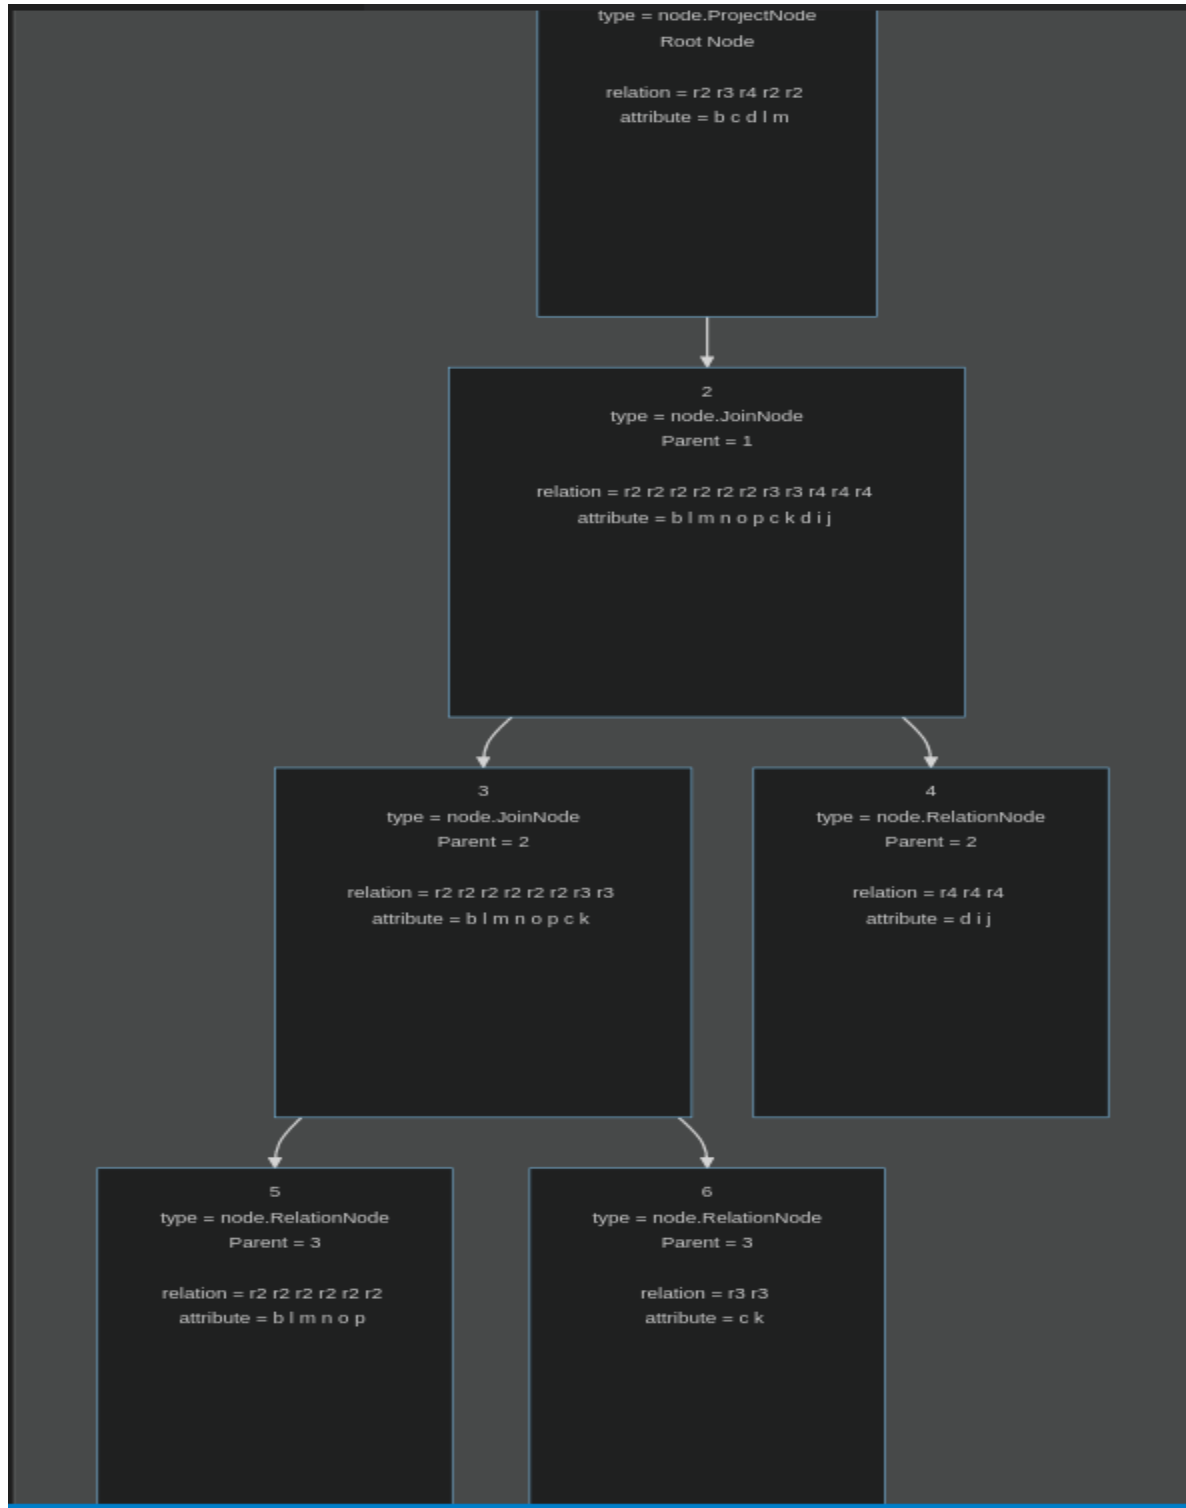 type = node.ProjectNode
Root Node
relation = r2 r3 r4 r2 r2
attribute = b c d l m
2
type = node.JoinNode
Parent = 1
relation = r2 r2 r2 r2 r2 r2 r3 r3 r4 r4 r4
attribute = b l m n o p c k d i j
3
type = node.JoinNode
Parent = 2
relation = r2 r2 r2 r2 r2 r2 r3 r3
attribute = b l m n o p c k
4
type = node.RelationNode
Parent = 2
relation = r4 r4 r4
attribute = d i j
5
type = node.RelationNode
Parent = 3
relation = r2 r2 r2 r2 r2 r2
attribute = b l m n o p
6
type = node.RelationNode
Parent = 3
relation = r3 r3
attribute = c k